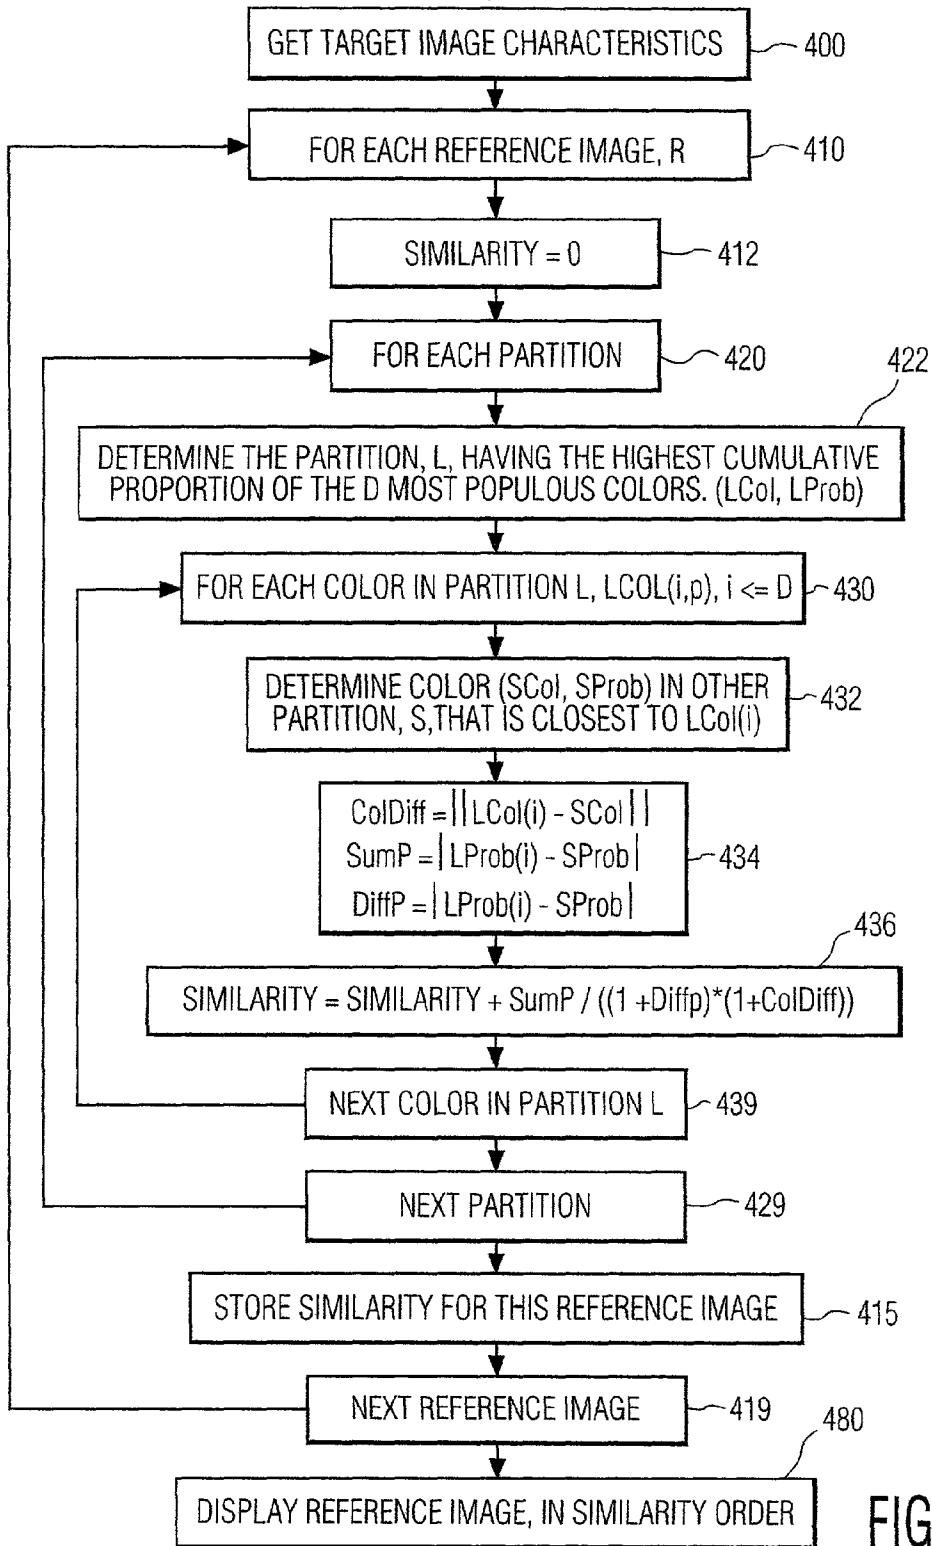 GET TARGET IMAGE CHARACTERISTICS
400
FOR EACH REFERENCE IMAGE, R
410
SIMILARITY = 0
412
FOR EACH PARTITION
420
422
DETERMINE THE PARTITION, L, HAVING THE HIGHEST CUMULATIVE
PROPORTION OF THE D MOST POPULOUS COLORS. (LCol, LProb)
FOR EACH COLOR IN PARTITION L, LCOL(i,p), i <= D
430
DETERMINE COLOR (SCol, SProb) IN OTHER
PARTITION, S,THAT IS CLOSEST TO LCol(i)
432
ColDiff = ||LCol(i) - SCol||
SumP = |LProb(i) - SProb|
DiffP = |LProb(i) - SProb|
434
436
SIMILARITY = SIMILARITY + SumP / ((1 +Diffp)*(1+ColDiff))
NEXT COLOR IN PARTITION L
439
NEXT PARTITION
429
STORE SIMILARITY FOR THIS REFERENCE IMAGE
415
NEXT REFERENCE IMAGE
419
480
DISPLAY REFERENCE IMAGE, IN SIMILARITY ORDER
FIG